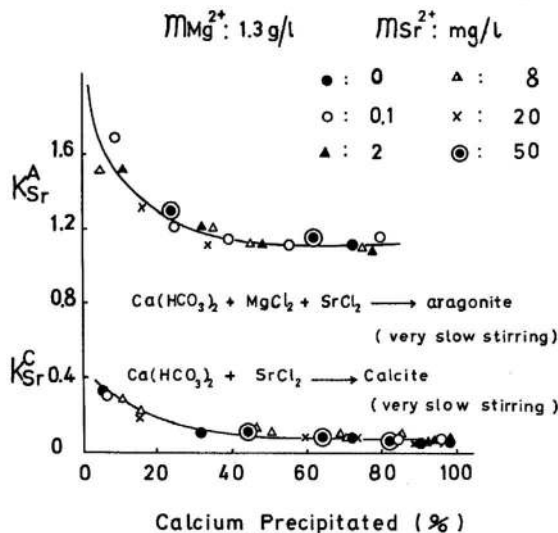 mMg2+: 1.3 g/l mSr2+: mg/l
● : 0 △ : 8
○ : 0,1 × : 20
▲ : 2 ◉ : 50
1.6
K A Sr
1.2
0,8
Ca(HCO3)2 + MgCl2 + SrCl2 ⟶ aragonite
(very slow stirring)
K C Sr
0.4
Ca(HCO3)2 + SrCl2 ⟶ Calcite
(very slow stirring)
0
0 20 40 60 80 100
Calcium Precipitated (%)